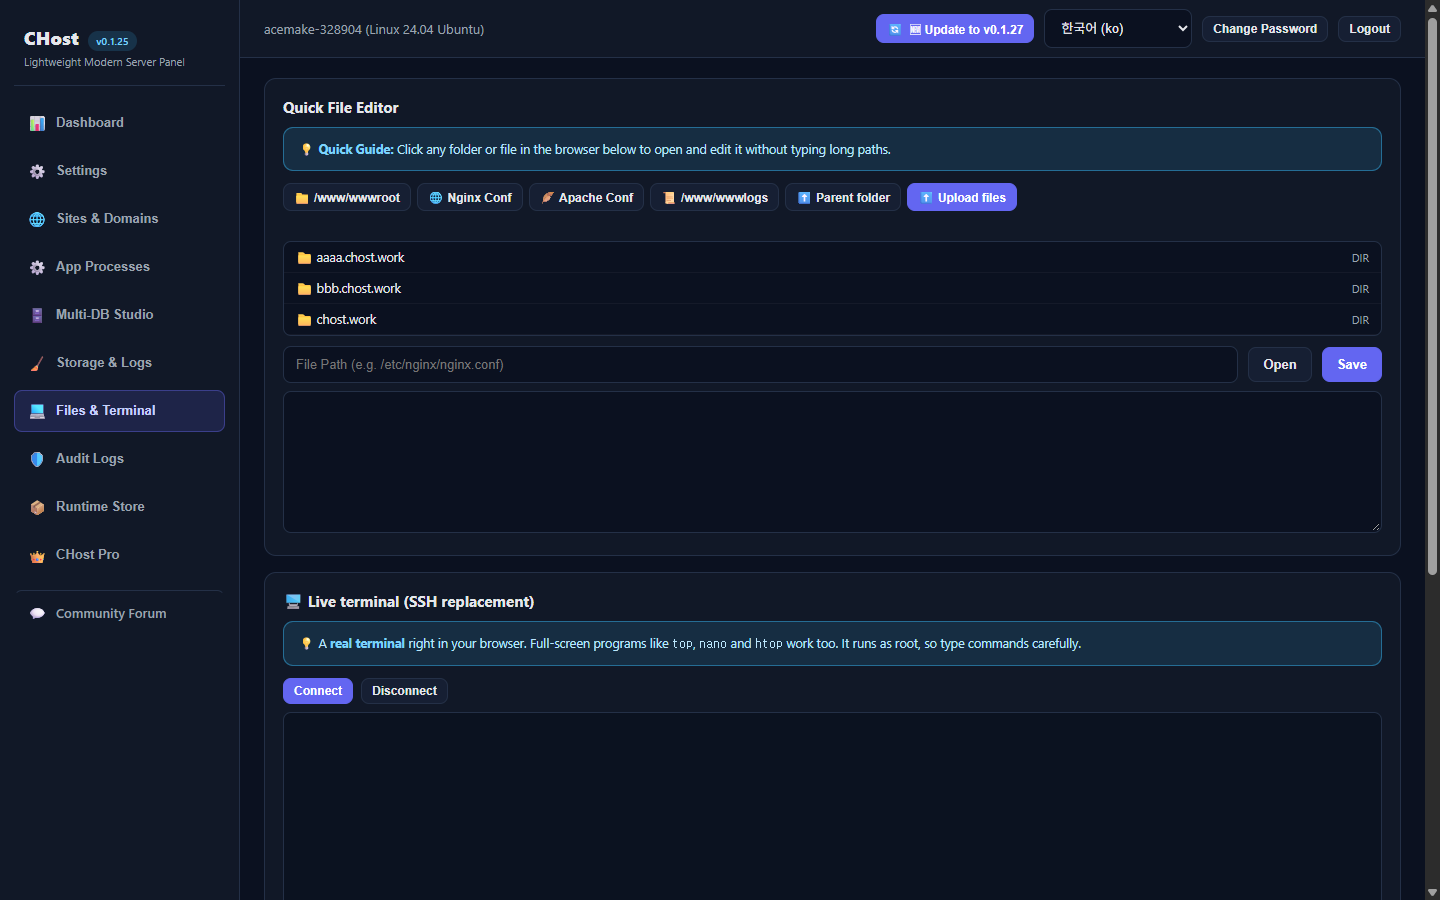 CHost v0.1.25
Lightweight Modern Server Panel
Dashboard
Settings
Sites & Domains
App Processes
Multi-DB Studio
Storage & Logs
Files & Terminal
Audit Logs
Runtime Store
CHost Pro
Community Forum
acemake-328904 (Linux 24.04 Ubuntu)
Update to v0.1.27
한국어 (ko)
Change Password
Logout
Quick File Editor
Quick Guide: Click any folder or file in the browser below to open and edit it without typing long paths.
/www/wwwroot
Nginx Conf
Apache Conf
/www/wwwlogs
Parent folder
Upload files
aaaa.chost.work DIR
bbb.chost.work DIR
chost.work DIR
File Path (e.g. /etc/nginx/nginx.conf)
Open
Save
Live terminal (SSH replacement)
A real terminal right in your browser. Full-screen programs like top, nano and htop work too. It runs as root, so type commands carefully.
Connect
Disconnect